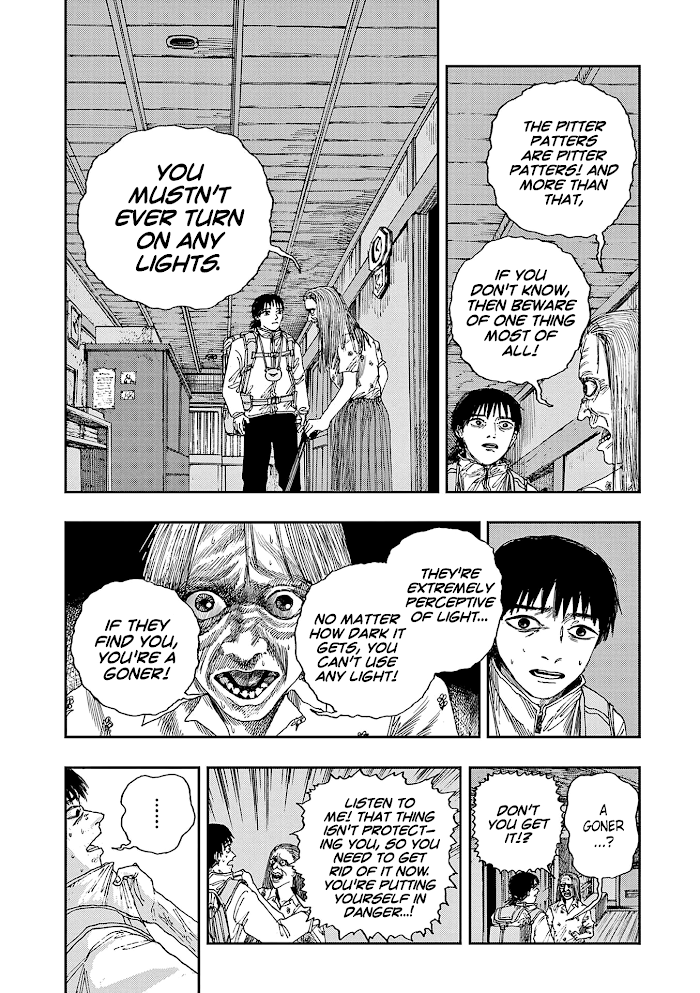 THE PITTER
PATTERS
ARE PITTER
PATTERS! AND
MORE THAN
THAT,
IF YOU
DON'T KNOW,
THEN BEWARE
OF ONE THING
MOST OF
ALL!
YOU
MUSTN'T
EVER TURN
ON ANY
LIGHTS.
THEY'RE
EXTREMELY
PERCEPTIVE
OF LIGHT...
NO MATTER
HOW DARK IT
GETS, YOU
CAN'T USE
ANY LIGHT!
IF THEY
FIND YOU,
YOU'RE A
GONER!
A
GONER
...?
DON'T
YOU GET
IT!?
LISTEN TO
ME! THAT THING
ISN'T PROTECT-
ING YOU, SO YOU
NEED TO GET
RID OF IT NOW.
YOU'RE PUTTING
YOURSELF IN
DANGER...!
......